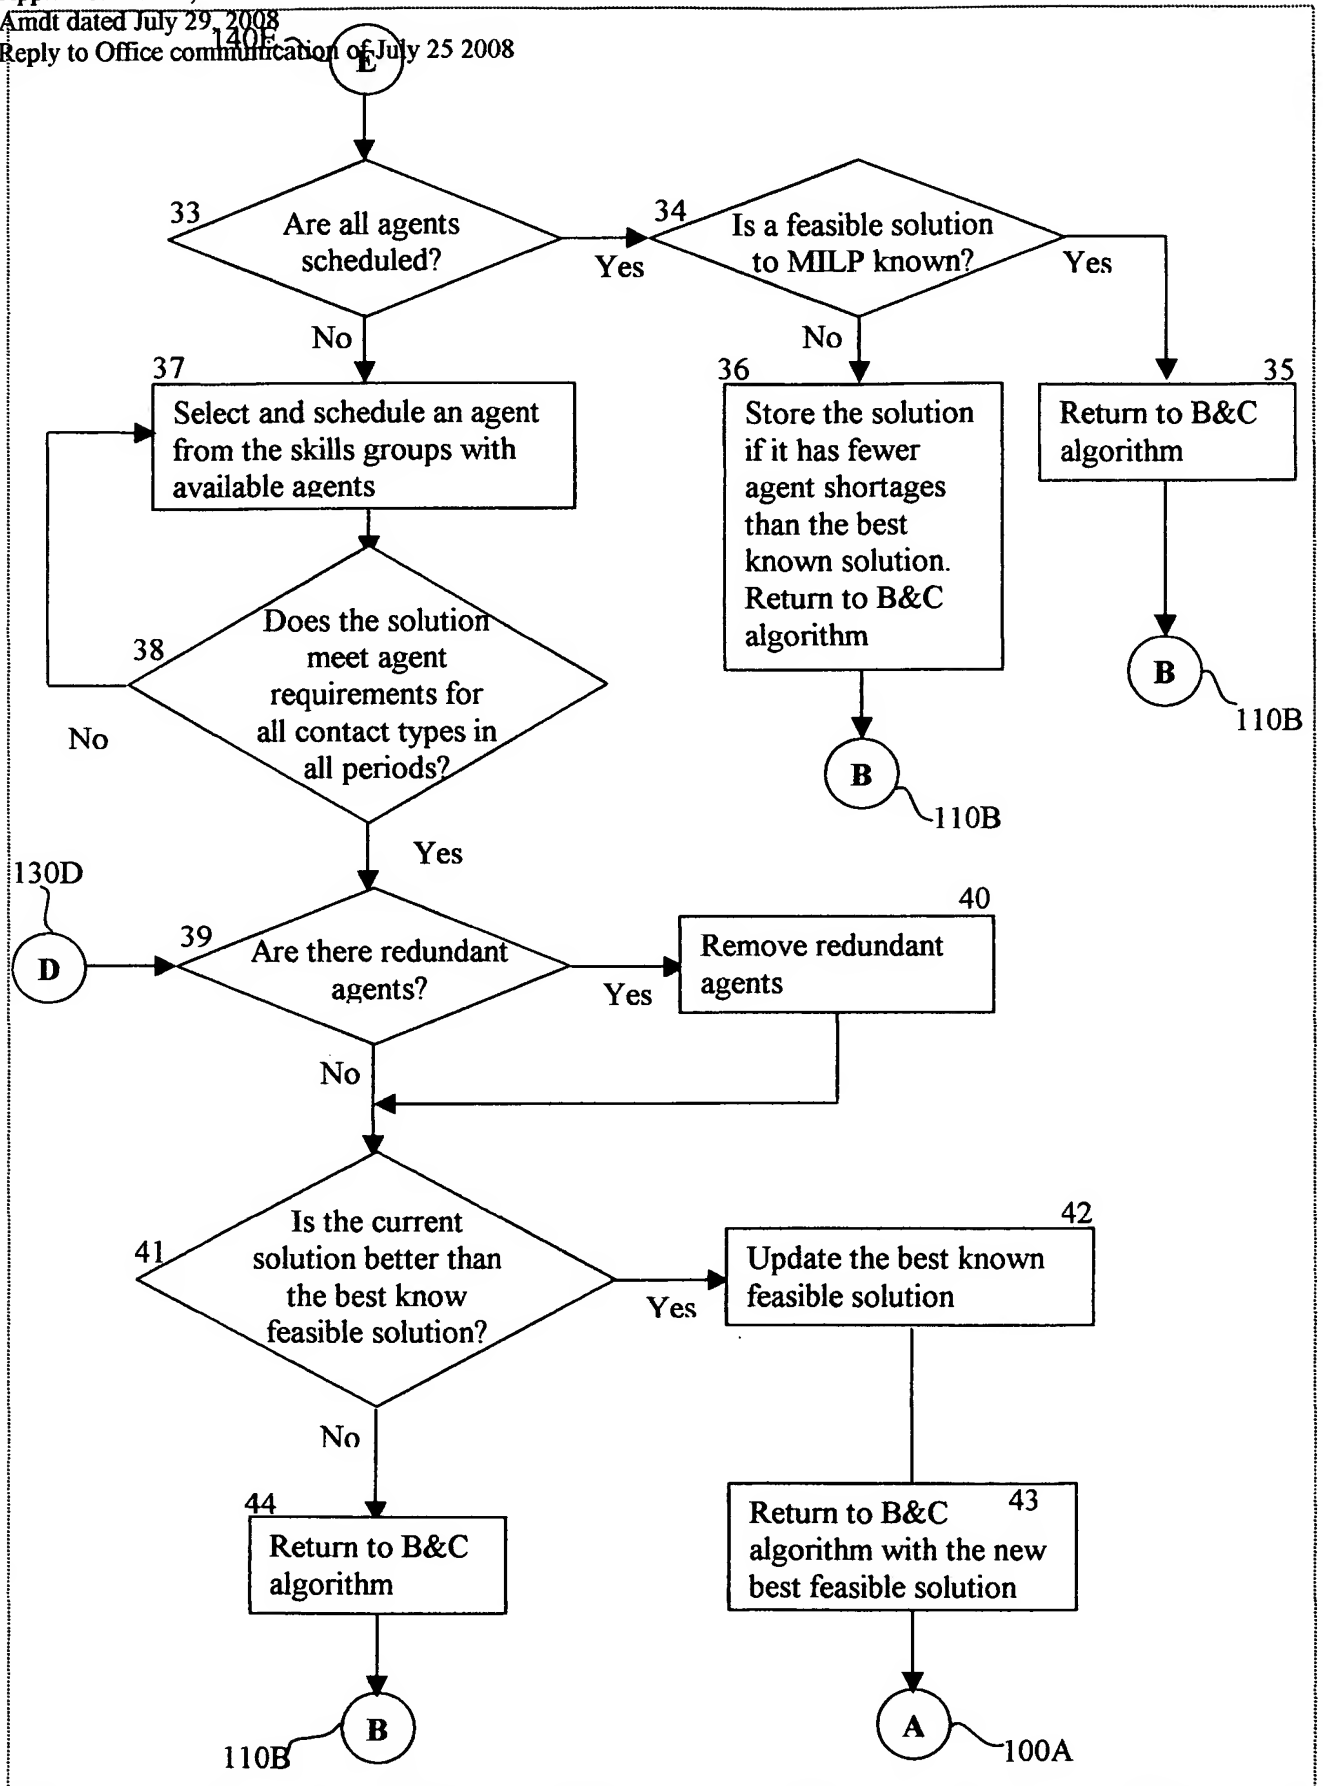 Amdt dated July 29, 2008
Reply to Office communication of July 25 2008
140E
E
33
Are all agents
scheduled?
Yes
No
34
Is a feasible solution
to MILP known?
Yes
No
37
Select and schedule an agent
from the skills groups with
available agents
36
Store the solution
if it has fewer
agent shortages
than the best
known solution.
Return to B&C
algorithm
35
Return to B&C
algorithm
B
110B
B
110B
38
Does the solution
meet agent
requirements for
all contact types in
all periods?
No
Yes
130D
D
39
Are there redundant
agents?
Yes
No
40
Remove redundant
agents
41
Is the current
solution better than
the best know
feasible solution?
Yes
No
42
Update the best known
feasible solution
44
Return to B&C
algorithm
43
Return to B&C
algorithm with the new
best feasible solution
B
110B
A
100A